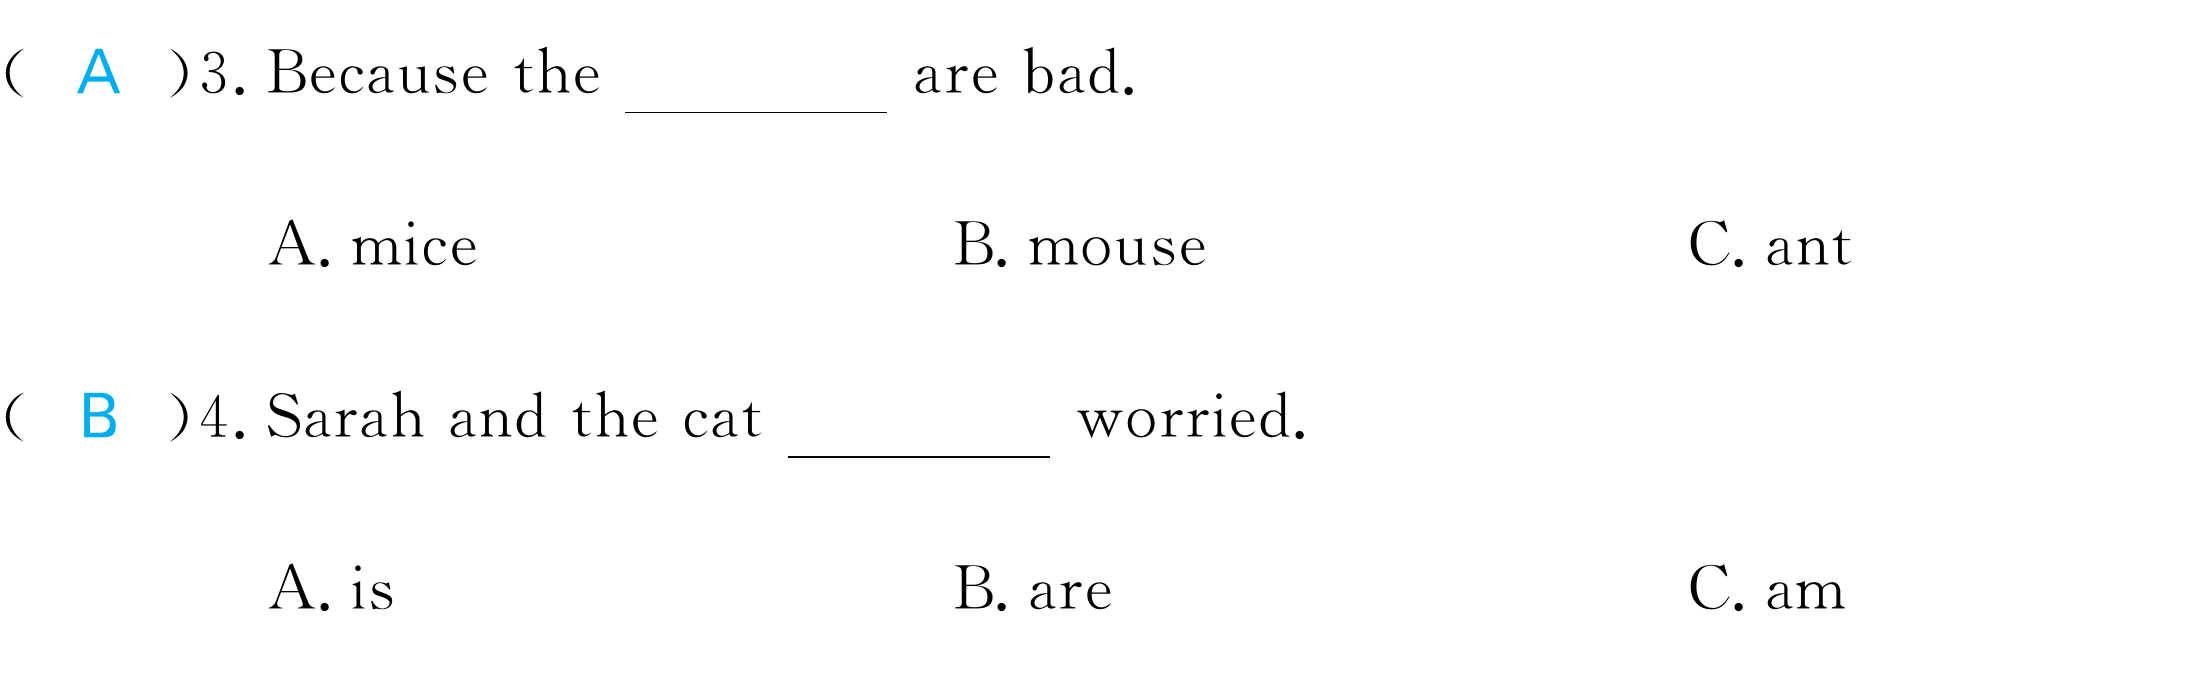 ( A )3. Because the ________ are bad.
A. mice B. mouse C. ant
( B )4. Sarah and the cat ________ worried.
A. is B. are C. am